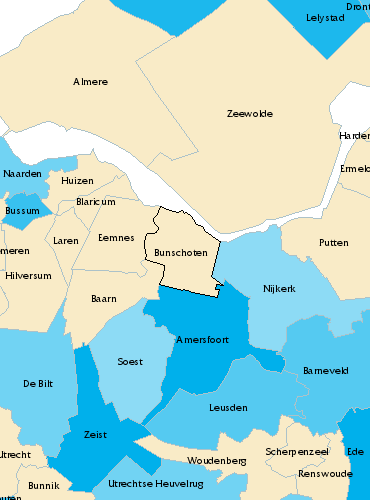 Dront
Lelystad
Almere
Zeewolde
Harder
Ermelo
Naarden
Huizen
Blaricum
Bussum
Laren
Eemnes
Putten
meren
Bunschoten
Hilversum
Nijkerk
Baarn
Amersfoort
Soest
Barneveld
De Bilt
Leusden
Zeist
Scherpenzeel
Ede
Utrecht
Woudenberg
Renswoude
Bunnik
Utrechtse Heuvelrug
outen